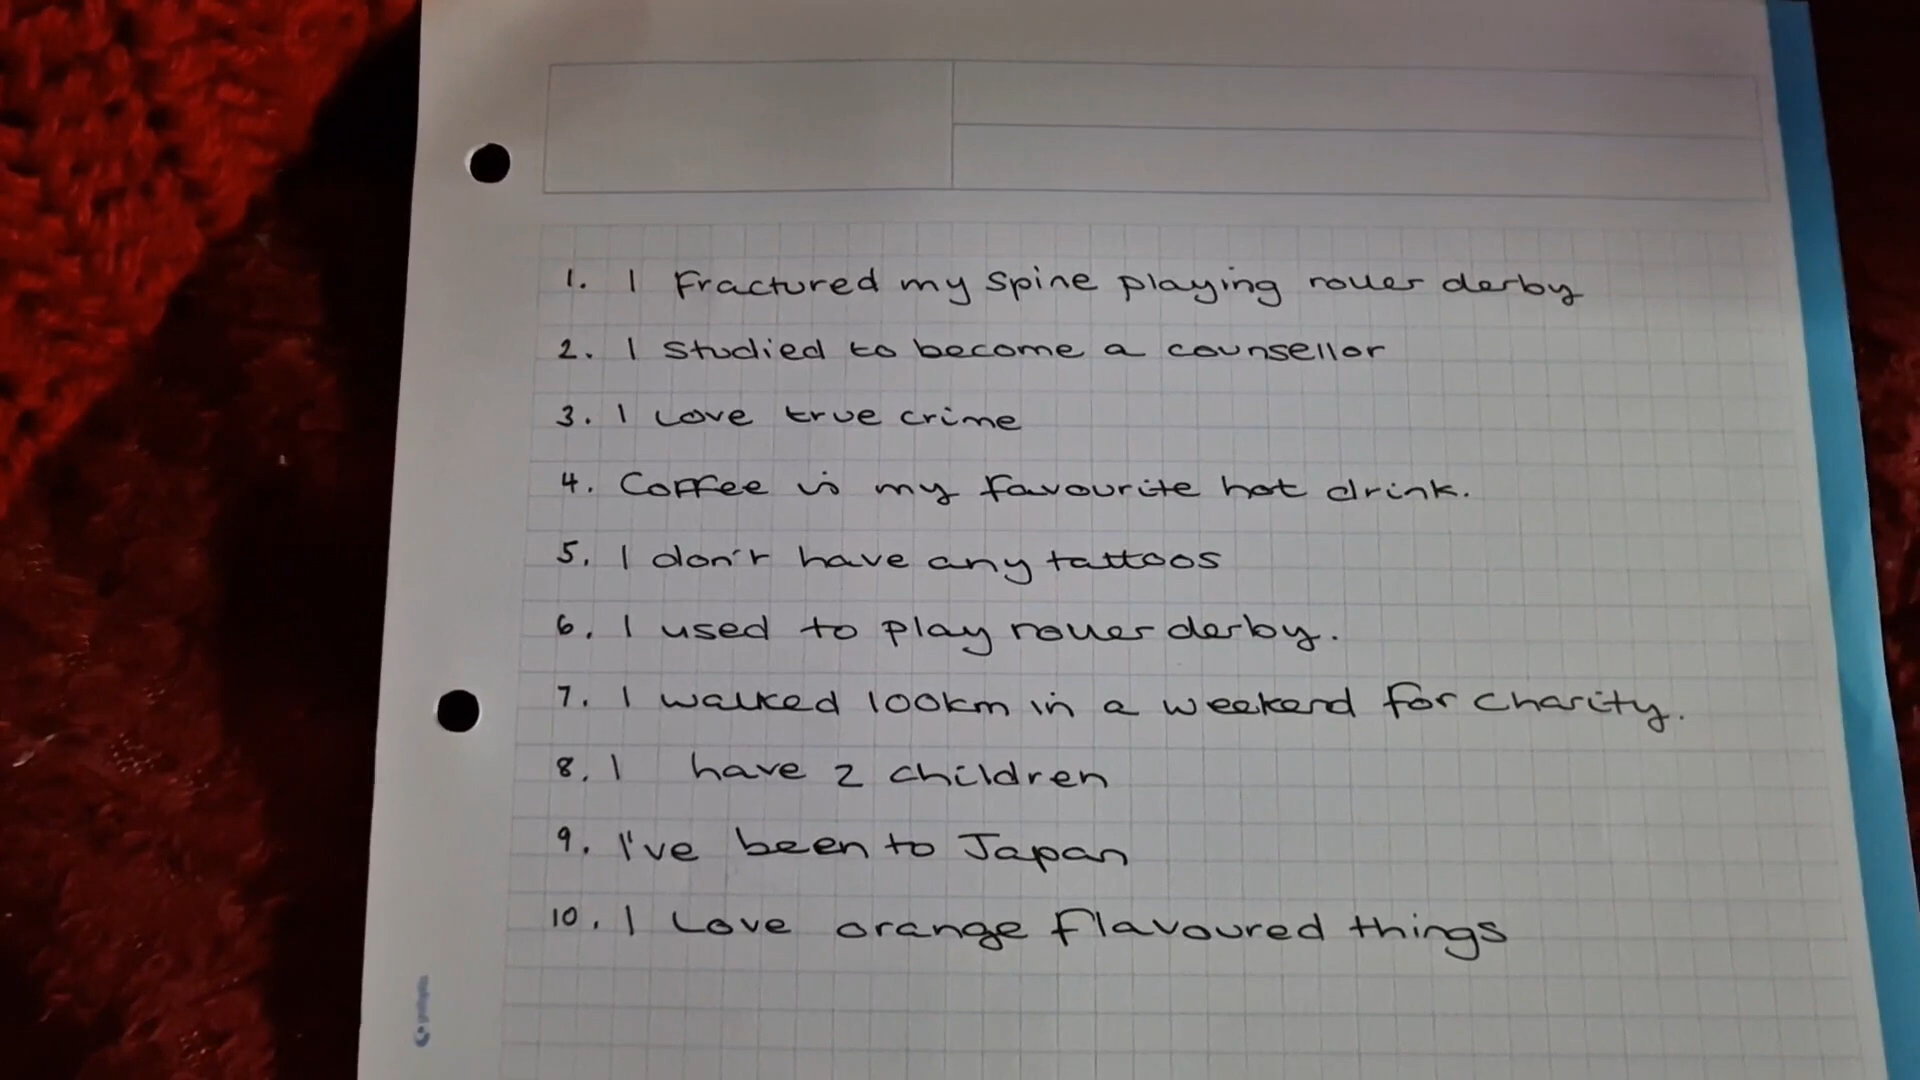 1. I Fractured my spine playing roller derby
2. I studied to become a counsellor
3. I love true crime
4. Coffee is my favourite hot drink.
5. I don't have any tattoos
6. I used to play roller derby.
7. I walked 100km in a weekend for charity.
8. I have 2 children
9. I've been to Japan
10. I love orange flavoured things